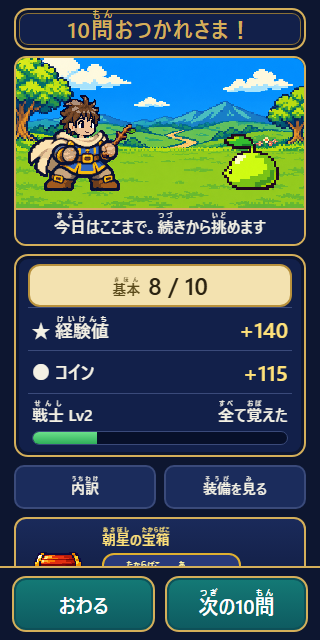 10問おつかれさま！
今日はここまで。続きから挑めます
基本 8 / 10
★ 経験値 +140
● コイン +115
戦士 Lv2 全て覚えた
内訳 装備を見る
朝星の宝箱
おわる 次の10問